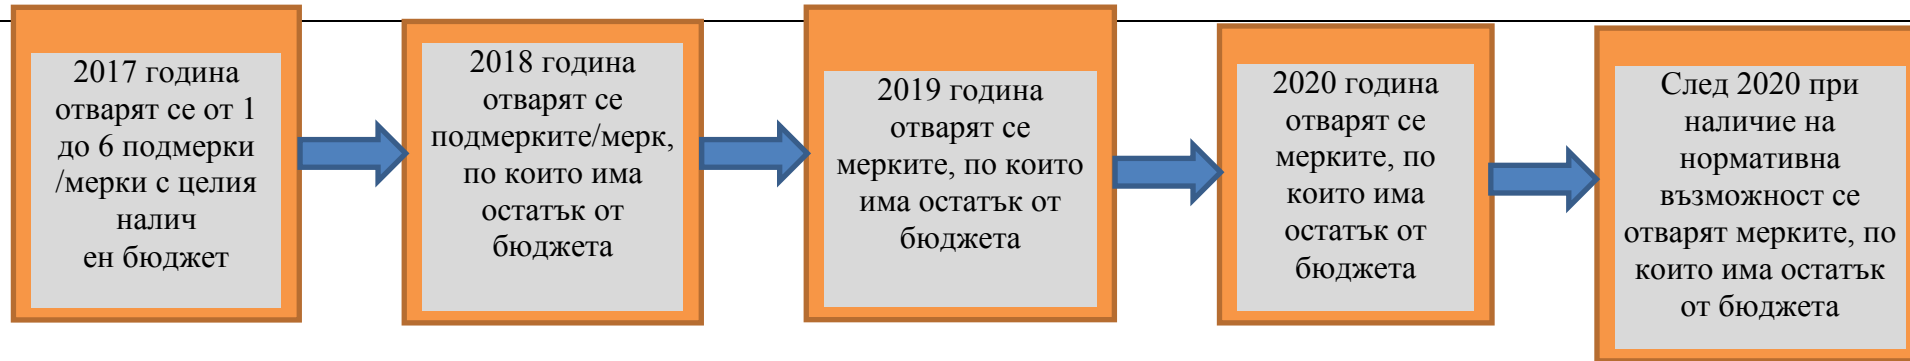 2017 година
отварят се от 1
до 6 подмерки
/мерки с целия
налич
ен бюджет
2018 година
отварят се
подмерките/мерк,
по които има
остатък от
бюджета
2019 година
отварят се
мерките, по които
има остатък от
бюджета
2020 година
отварят се
мерките, по
които има
остатък от
бюджета
След 2020 при
наличие на
нормативна
възможност се
отварят мерките, по
които има остатък
от бюджета